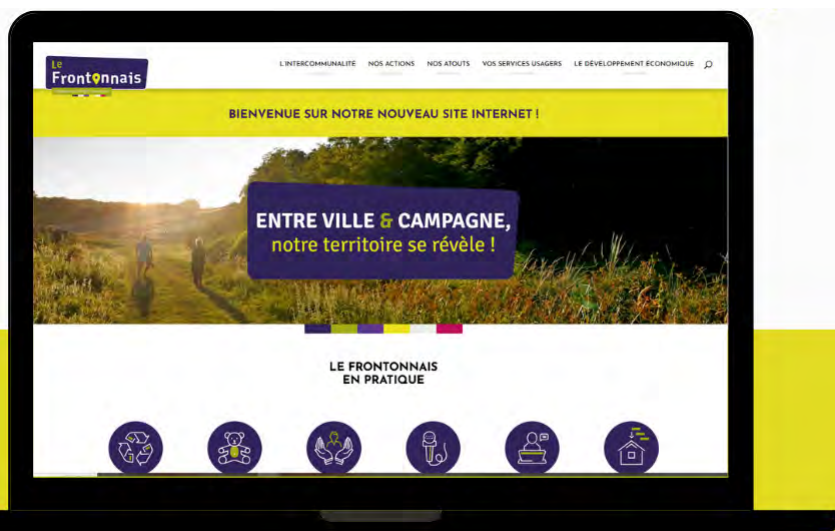 Le
Frontonnais
L'INTERCOMMUNALITÉ NOS ACTIONS NOS ATOUTS VOS SERVICES USAGERS LE DÉVELOPPEMENT ÉCONOMIQUE
BIENVENUE SUR NOTRE NOUVEAU SITE INTERNET !
ENTRE VILLE & CAMPAGNE,
notre territoire se révèle !
LE FRONTONNAIS
EN PRATIQUE